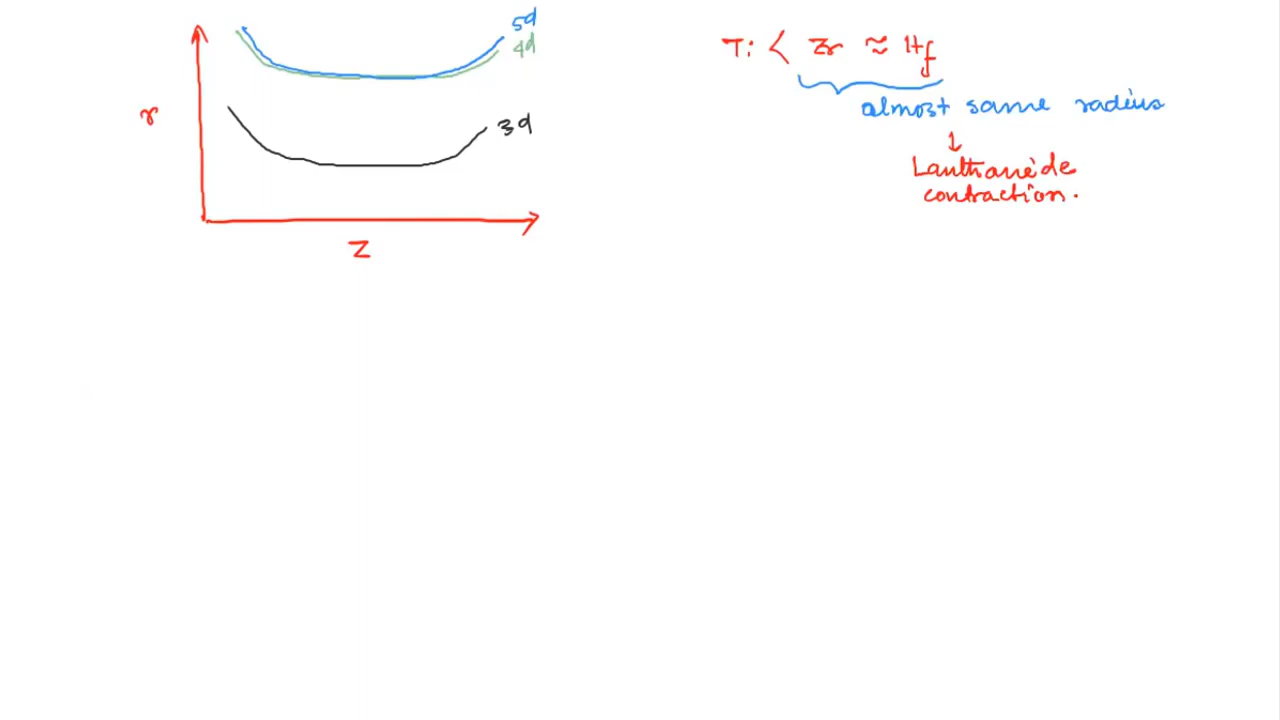 5d
4d
3d
r
Z
Ti < Zr ≈ Hf
almost same radius
↓
Lanthanide
contraction.